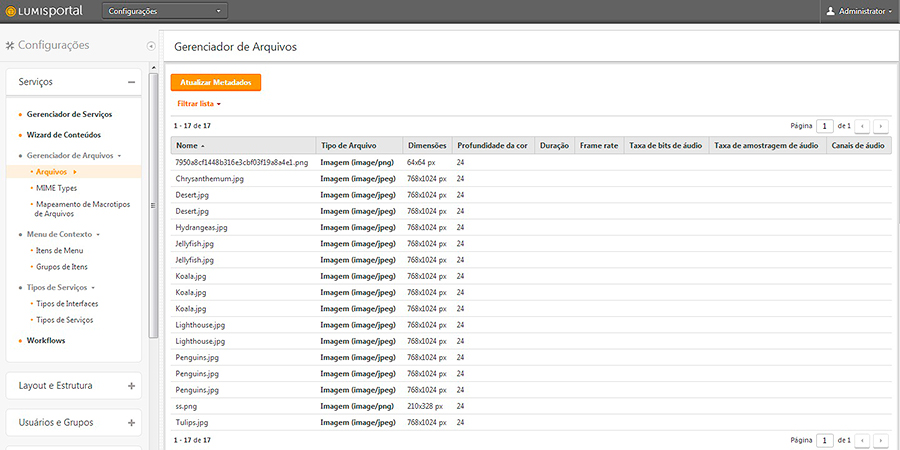 LUMISPORTAL
Configurações
Administrator
Configurações
Gerenciador de Arquivos
Serviços
Gerenciador de Serviços
Wizard de Conteúdos
Gerenciador de Arquivos
Arquivos
MIME Types
Mapeamento de Macrotipos
de Arquivos
Menu de Contexto
Itens de Menu
Grupos de Itens
Tipos de Serviços
Tipos de Interfaces
Tipos de Serviços
Workflows
Layout e Estrutura
Usuários e Grupos
Atualizar Metadados
Filtrar lista
1 - 17 de 17 Página 1 de 1
Nome Tipo de Arquivo Dimensões Profundidade da cor Duração Frame rate Taxa de bits de áudio Taxa de amostragem de áudio Canais de áudio
7950a8cf1448b316e3cbf03f19a8a4e1.png Imagem (image/png) 64x64 px 24
Chrysanthemum.jpg Imagem (image/jpeg) 768x1024 px 24
Desert.jpg Imagem (image/jpeg) 768x1024 px 24
Desert.jpg Imagem (image/jpeg) 768x1024 px 24
Hydrangeas.jpg Imagem (image/jpeg) 768x1024 px 24
Jellyfish.jpg Imagem (image/jpeg) 768x1024 px 24
Jellyfish.jpg Imagem (image/jpeg) 768x1024 px 24
Koala.jpg Imagem (image/jpeg) 768x1024 px 24
Koala.jpg Imagem (image/jpeg) 768x1024 px 24
Koala.jpg Imagem (image/jpeg) 768x1024 px 24
Lighthouse.jpg Imagem (image/jpeg) 768x1024 px 24
Lighthouse.jpg Imagem (image/jpeg) 768x1024 px 24
Penguins.jpg Imagem (image/jpeg) 768x1024 px 24
Penguins.jpg Imagem (image/jpeg) 768x1024 px 24
Penguins.jpg Imagem (image/jpeg) 768x1024 px 24
ss.png Imagem (image/png) 210x328 px 24
Tulips.jpg Imagem (image/jpeg) 768x1024 px 24
1 - 17 de 17 Página 1 de 1